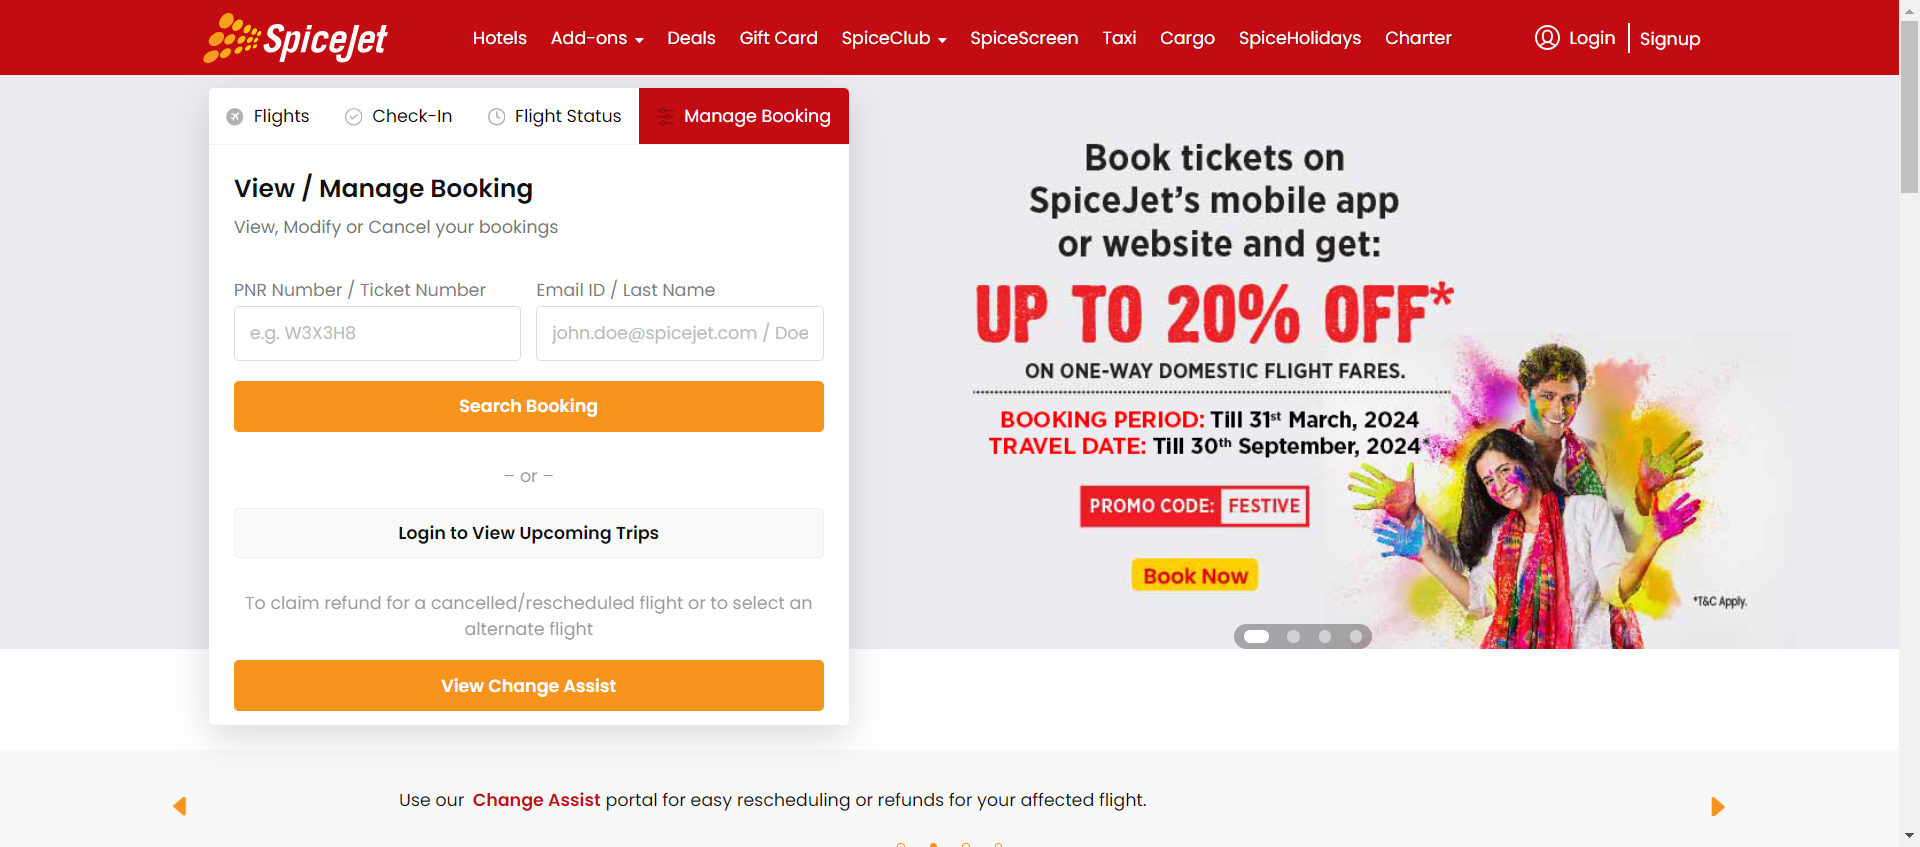 SpiceJet
Hotels Add-ons Deals Gift Card SpiceClub SpiceScreen Taxi Cargo SpiceHolidays Charter Login Signup
Flights Check-In Flight Status Manage Booking
View / Manage Booking
View, Modify or Cancel your bookings
PNR Number / Ticket Number Email ID / Last Name
e.g. W3X3H8 john.doe@spicejet.com / Doe
Search Booking
– or –
Login to View Upcoming Trips
To claim refund for a cancelled/rescheduled flight or to select an
alternate flight
View Change Assist
Book tickets on
SpiceJet's mobile app
or website and get:
UP TO 20% OFF*
ON ONE-WAY DOMESTIC FLIGHT FARES.
BOOKING PERIOD: Till 31st March, 2024
TRAVEL DATE: Till 30th September, 2024*
PROMO CODE: FESTIVE
Book Now
*T&C Apply.
Use our Change Assist portal for easy rescheduling or refunds for your affected flight.